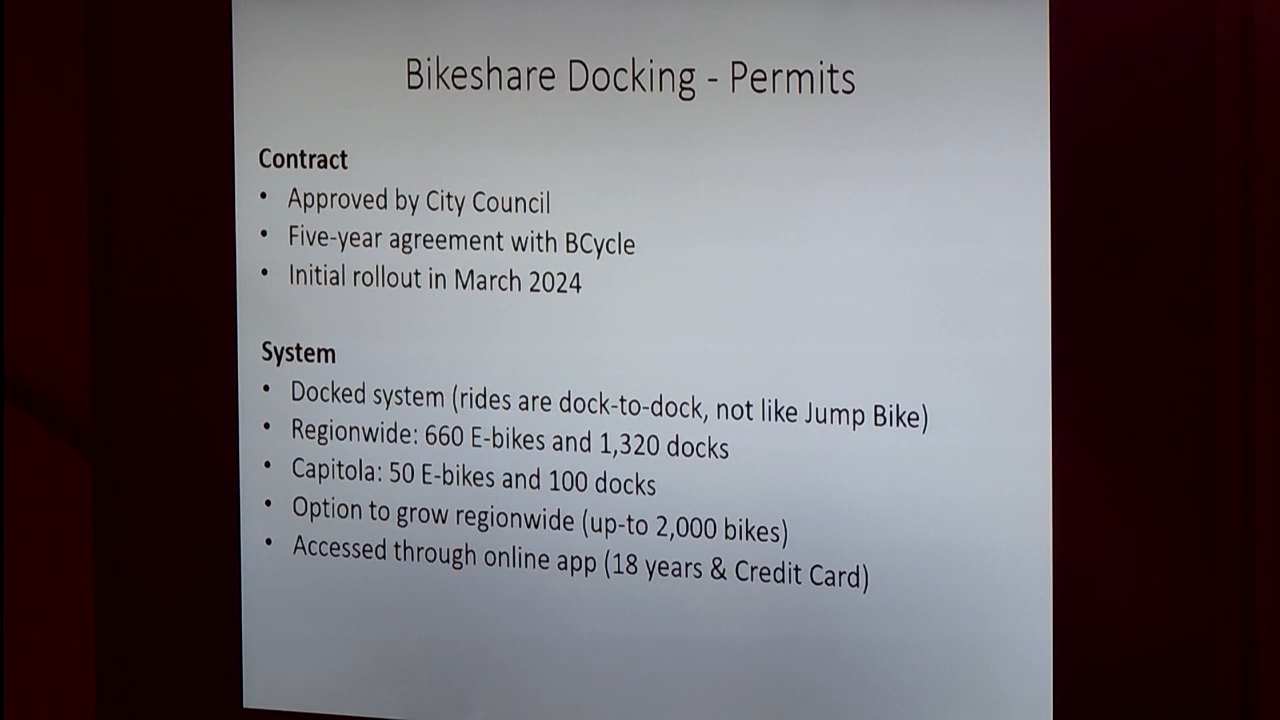 Bikeshare Docking - Permits
Contract
• Approved by City Council
• Five-year agreement with BCycle
• Initial rollout in March 2024
System
• Docked system (rides are dock-to-dock, not like Jump Bike)
• Regionwide: 660 E-bikes and 1,320 docks
• Capitola: 50 E-bikes and 100 docks
• Option to grow regionwide (up-to 2,000 bikes)
• Accessed through online app (18 years & Credit Card)